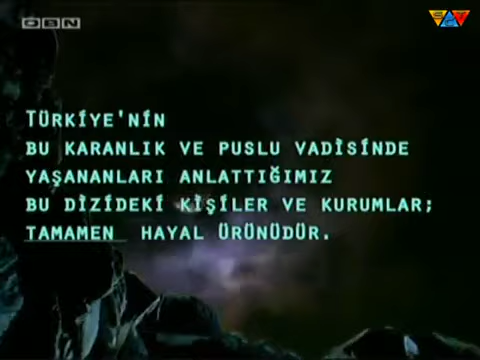 OBN
TÜRKİYE'NİN
BU KARANLIK VE PUSLU VADİSİNDE
YAŞANANLARI ANLATTIĞIMIZ
BU DİZİDEKİ KİŞİLER VE KURUMLAR;
TAMAMEN HAYAL ÜRÜNÜDÜR.